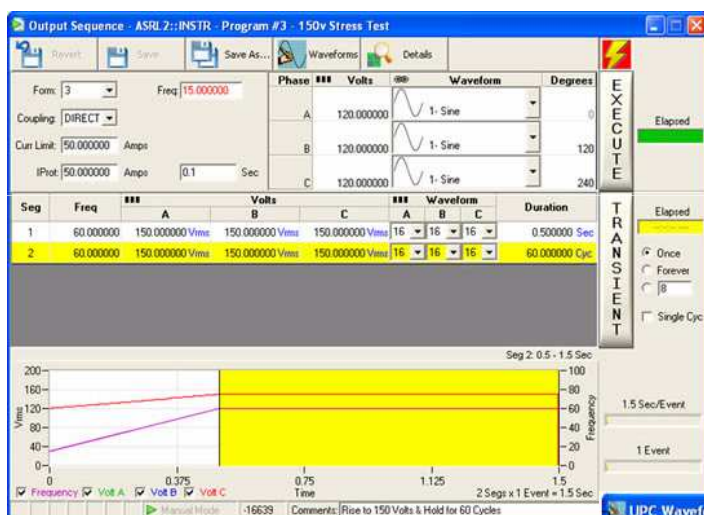 Output Sequence - ASRL2::INSTR - Program #3 - 150v Stress Test
Revert Save Save As... Waveforms Details
Form: 3 Freq: 15.000000
Coupling: DIRECT
Curr Limit: 50.000000 Amps
IProt: 50.000000 Amps 0.1 Sec
Phase Volts Waveform Degrees
A 120.000000 1- Sine 0
B 120.000000 1- Sine 120
C 120.000000 1- Sine 240
EXECUTE
Elapsed
Seg Freq Volts Waveform Duration
A B C A B C
1 60.000000 150.000000 Vrms 150.000000 Vrms 150.000000 Vrms 16 16 16 0.500000 Sec
2 60.000000 150.000000 Vrms 150.000000 Vrms 150.000000 Vrms 16 16 16 60.000000 Cyc
TRANSIENT
Elapsed
--:--:--
Once
Forever
8
Single Cyc
Seg 2: 0.5 - 1.5 Sec
200 100
160 80
120 60
80 40
40 20
0 0
Vrms
Frequency
0 0.375 0.75 1.125 1.5
Frequency Volt A Volt B Volt C Time 2 Segs x 1 Event = 1.5 Sec
1.5 Sec/Event
1 Event
Manual Mode -16639 Comments: Rise to 150 Volts & Hold for 60 Cycles
UPC Wavef